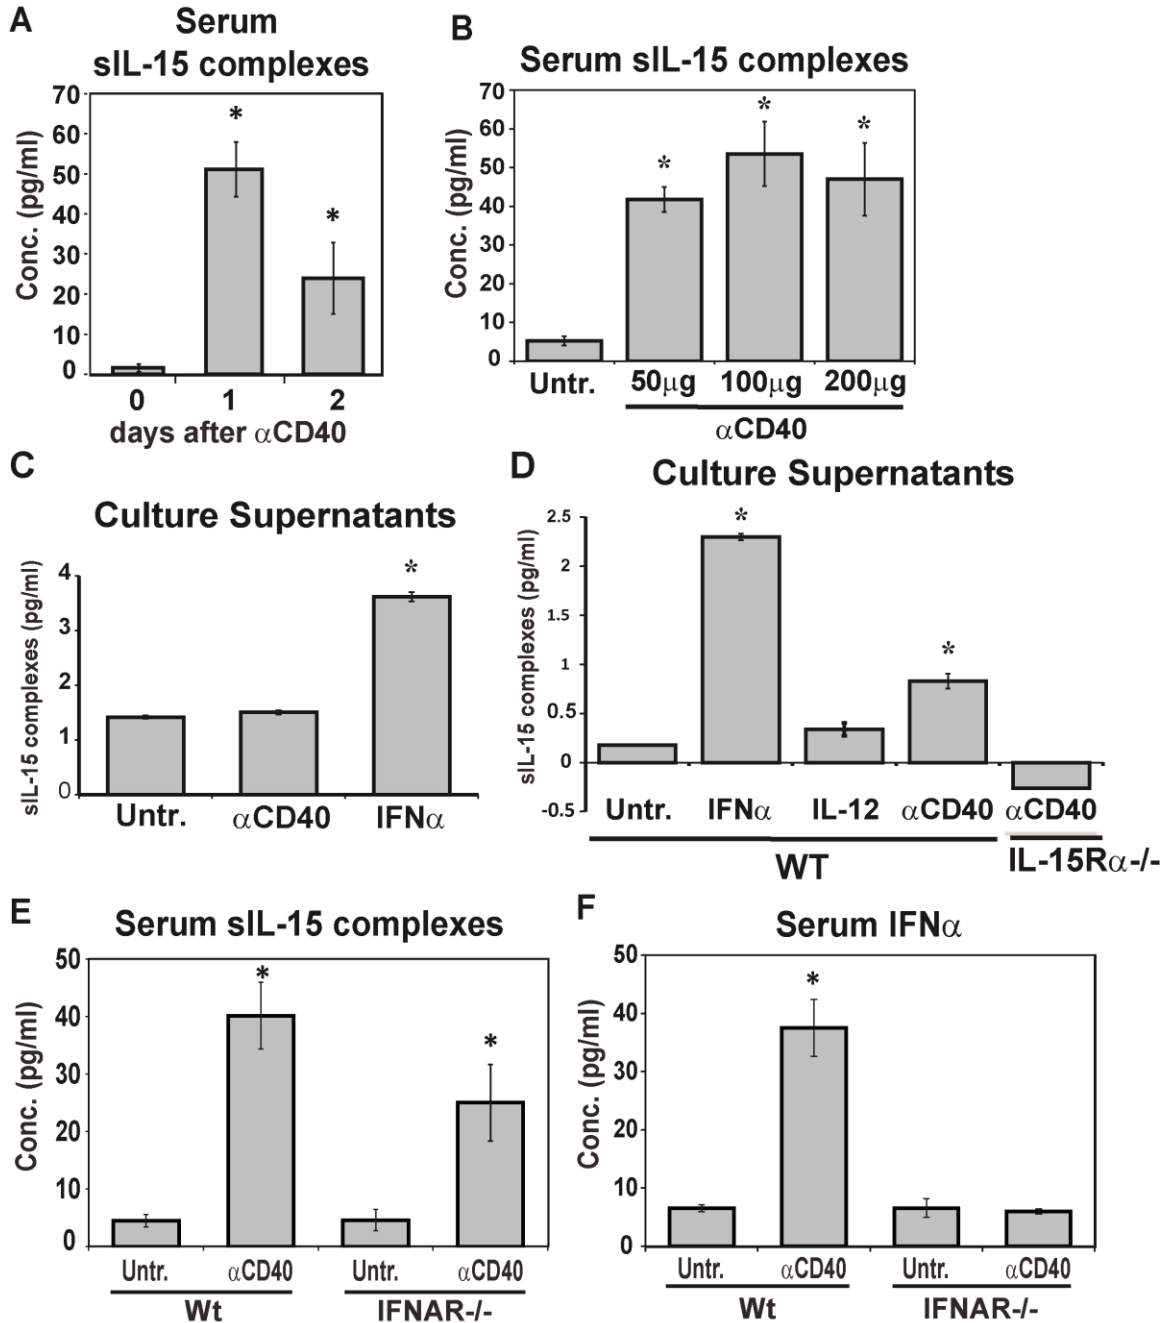 A
Serum
sIL-15 complexes
70
60
50
40
30
20
10
0
Conc. (pg/ml)
*
*
0 1 2
days after αCD40
B
Serum sIL-15 complexes
70
60
50
40
30
20
10
0
Conc. (pg/ml)
*
*
*
Untr. 50μg 100μg 200μg
αCD40
C
Culture Supernatants
4
3
2
1
0
sIL-15 complexes (pg/ml)
*
Untr. αCD40 IFNα
D
Culture Supernatants
2.5
2
1.5
1
0.5
0
-0.5
sIL-15 complexes (pg/ml)
*
*
Untr. IFNα IL-12 αCD40 αCD40
WT IL-15Rα-/-
E
Serum sIL-15 complexes
50
40
30
20
10
0
Conc. (pg/ml)
*
*
Untr. αCD40 Untr. αCD40
Wt IFNAR-/-
F
Serum IFNα
50
40
30
20
10
0
Conc. (pg/ml)
*
Untr. αCD40 Untr. αCD40
Wt IFNAR-/-